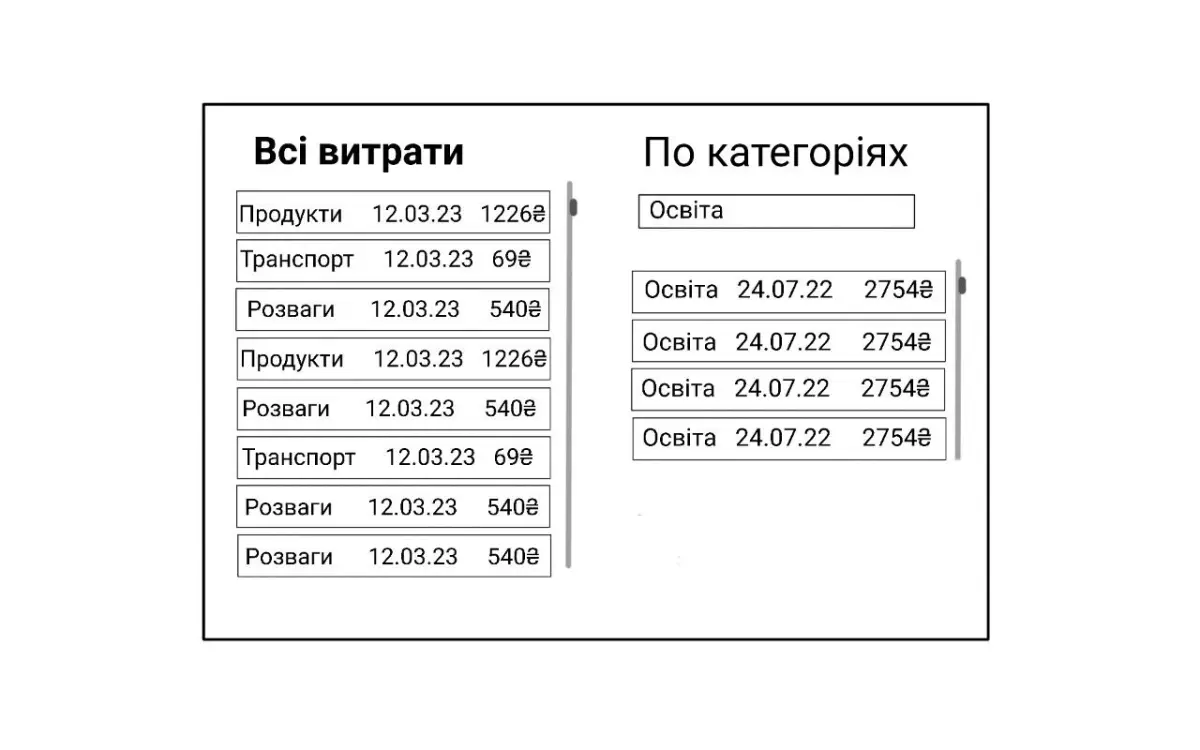 Всі витрати
Продукти 12.03.23 1226₴
Транспорт 12.03.23 69₴
Розваги 12.03.23 540₴
Продукти 12.03.23 1226₴
Розваги 12.03.23 540₴
Транспорт 12.03.23 69₴
Розваги 12.03.23 540₴
Розваги 12.03.23 540₴
По категоріях
Освіта
Освіта 24.07.22 2754₴
Освіта 24.07.22 2754₴
Освіта 24.07.22 2754₴
Освіта 24.07.22 2754₴